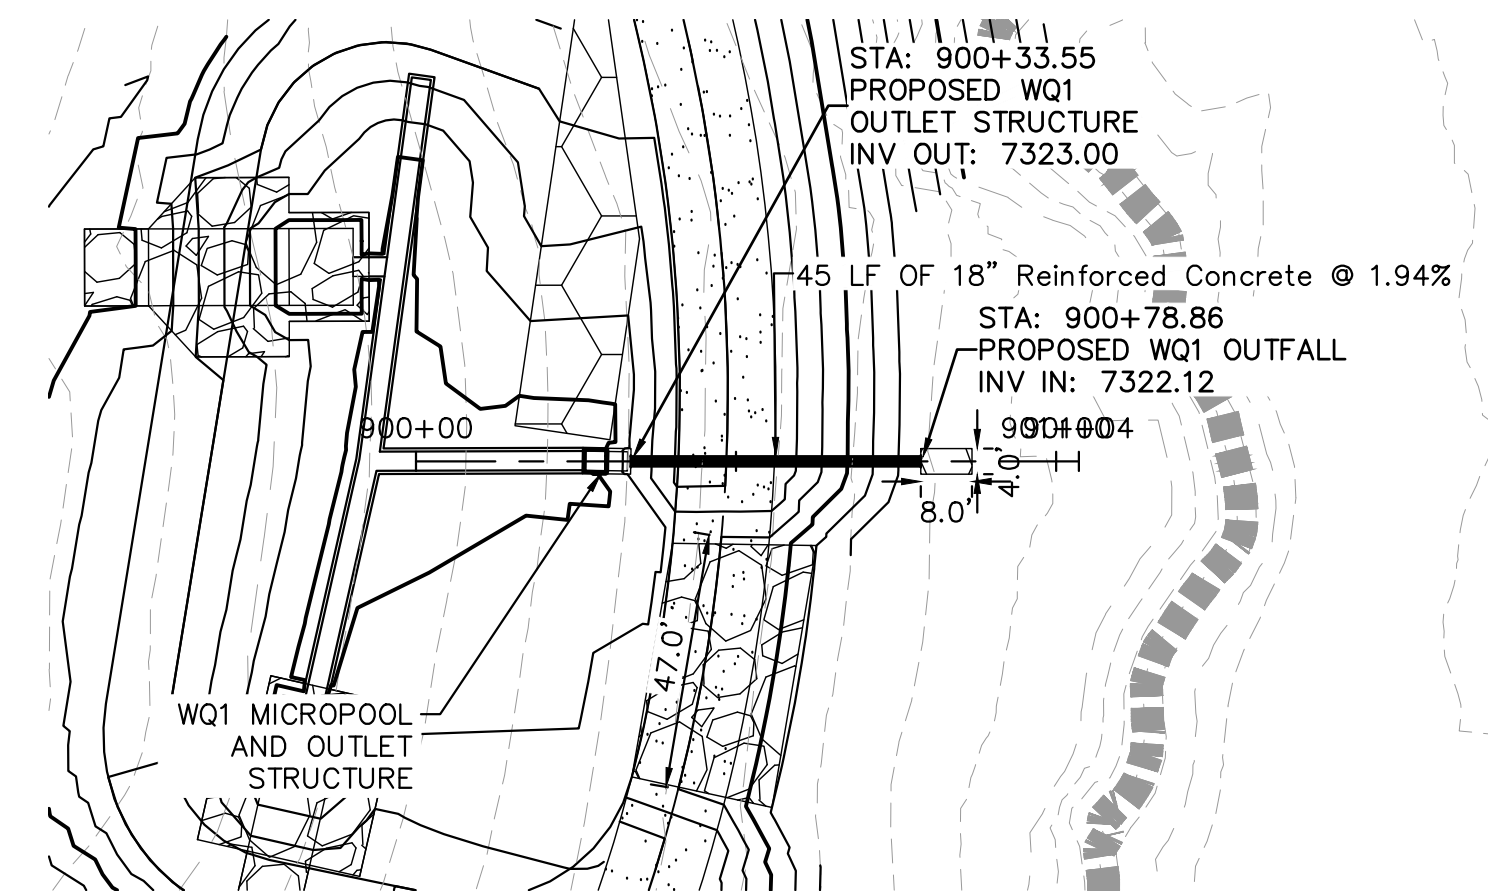 STA: 900+33.55
PROPOSED WQ1
OUTLET STRUCTURE
INV OUT: 7323.00
45 LF OF 18” Reinforced Concrete @ 1.94%
STA: 900+78.86
PROPOSED WQ1 OUTFALL
INV IN: 7322.12
900+00
4.0'
8.0'
47.0'
WQ1 MICROPOOL
AND OUTLET
STRUCTURE